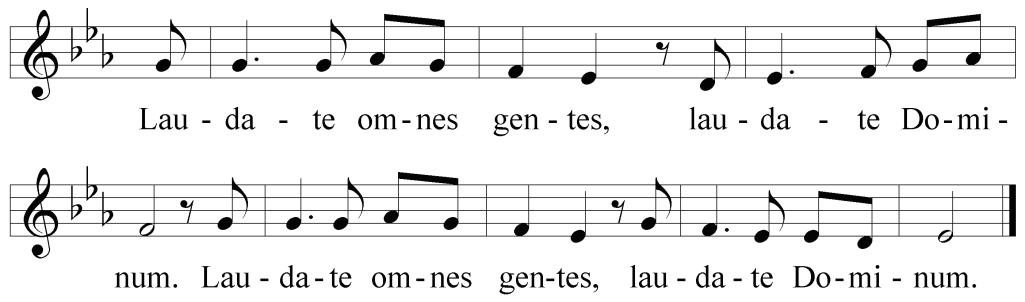 Lau - da - te om - nes gen - tes, lau - da - te Do - mi -
num. Lau - da - te om - nes gen - tes, lau - da - te Do - mi - num.